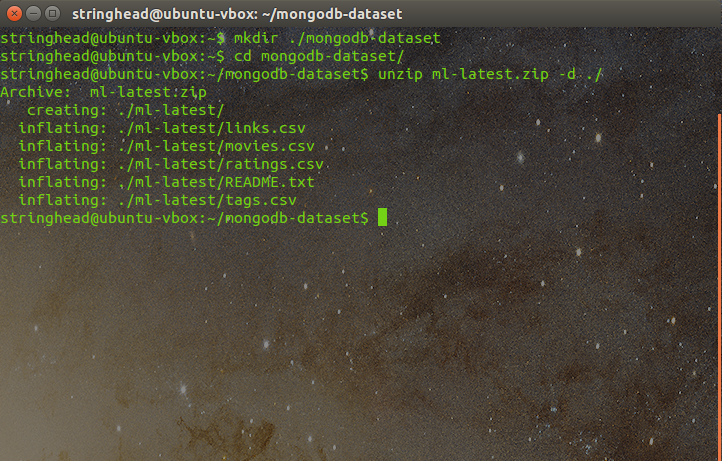 stringhead@ubuntu-vbox: ~/mongodb-dataset
stringhead@ubuntu-vbox:~$ mkdir ./mongodb-dataset
stringhead@ubuntu-vbox:~$ cd mongodb-dataset/
stringhead@ubuntu-vbox:~/mongodb-dataset$ unzip ml-latest.zip -d ./
Archive:  ml-latest.zip
   creating: ./ml-latest/
  inflating: ./ml-latest/links.csv
  inflating: ./ml-latest/movies.csv
  inflating: ./ml-latest/ratings.csv
  inflating: ./ml-latest/README.txt
  inflating: ./ml-latest/tags.csv
stringhead@ubuntu-vbox:~/mongodb-dataset$